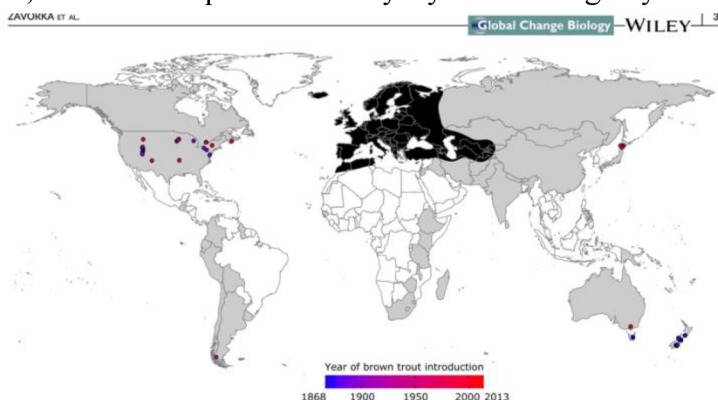 ZAVORKA ET AL. Global Change Biology WILEY 3
Year of brown trout introduction
1868 1900 1950 2000 2013